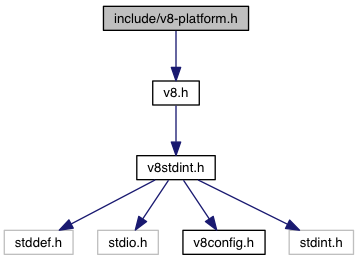 include/v8-platform.h
v8.h
v8stdint.h
stddef.h
stdio.h
v8config.h
stdint.h